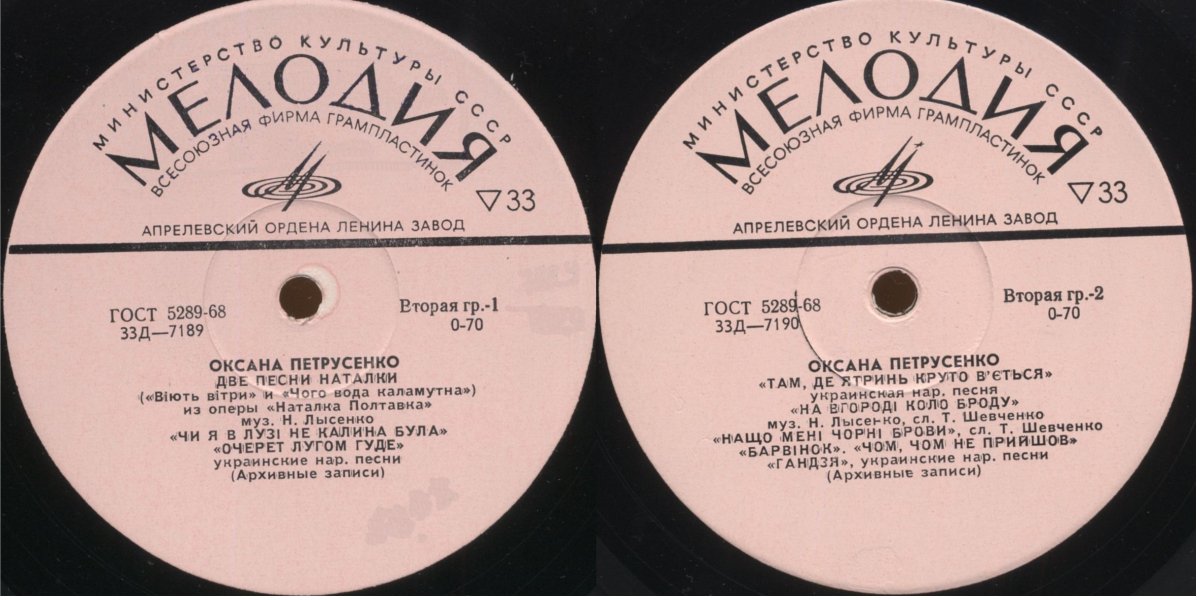 МИНИСТЕРСТВО КУЛЬТУРЫ СССР
МЕЛОДИЯ
ВСЕСОЮЗНАЯ ФИРМА ГРАМПЛАСТИНОК
▽33
АПРЕЛЕВСКИЙ ОРДЕНА ЛЕНИНА ЗАВОД
ГОСТ 5289-68
33Д—7189
Вторая гр.-1
0-70
ОКСАНА ПЕТРУСЕНКО
ДВЕ ПЕСНИ НАТАЛКИ
(«Віють вітри» и «Чого вода каламутна»)
из оперы «Наталка Полтавка»
муз. Н. Лысенко
«ЧИ Я В ЛУЗІ НЕ КАЛИНА БУЛА»
«ОЧЕРЕТ ЛУГОМ ГУДЕ»
украинские нар. песни
(Архивные записи)
МИНИСТЕРСТВО КУЛЬТУРЫ СССР
МЕЛОДИЯ
ВСЕСОЮЗНАЯ ФИРМА ГРАМПЛАСТИНОК
▽33
АПРЕЛЕВСКИЙ ОРДЕНА ЛЕНИНА ЗАВОД
ГОСТ 5289-68
33Д—7190
Вторая гр.-2
0-70
ОКСАНА ПЕТРУСЕНКО
«ТАМ, ДЕ ЯТРИНЬ КРУТО В'ЄТЬСЯ»
украинская нар. песня
«НА ВГОРОДІ КОЛО БРОДУ»
муз. Н. Лысенко, сл. Т. Шевченко
«НАЩО МЕНІ ЧОРНІ БРОВИ», сл. Т. Шевченко
«БАРВІНОК». «ЧОМ, ЧОМ НЕ ПРИЙШОВ»
«ГАНДЗЯ», украинские нар. песни
(Архивные записи)